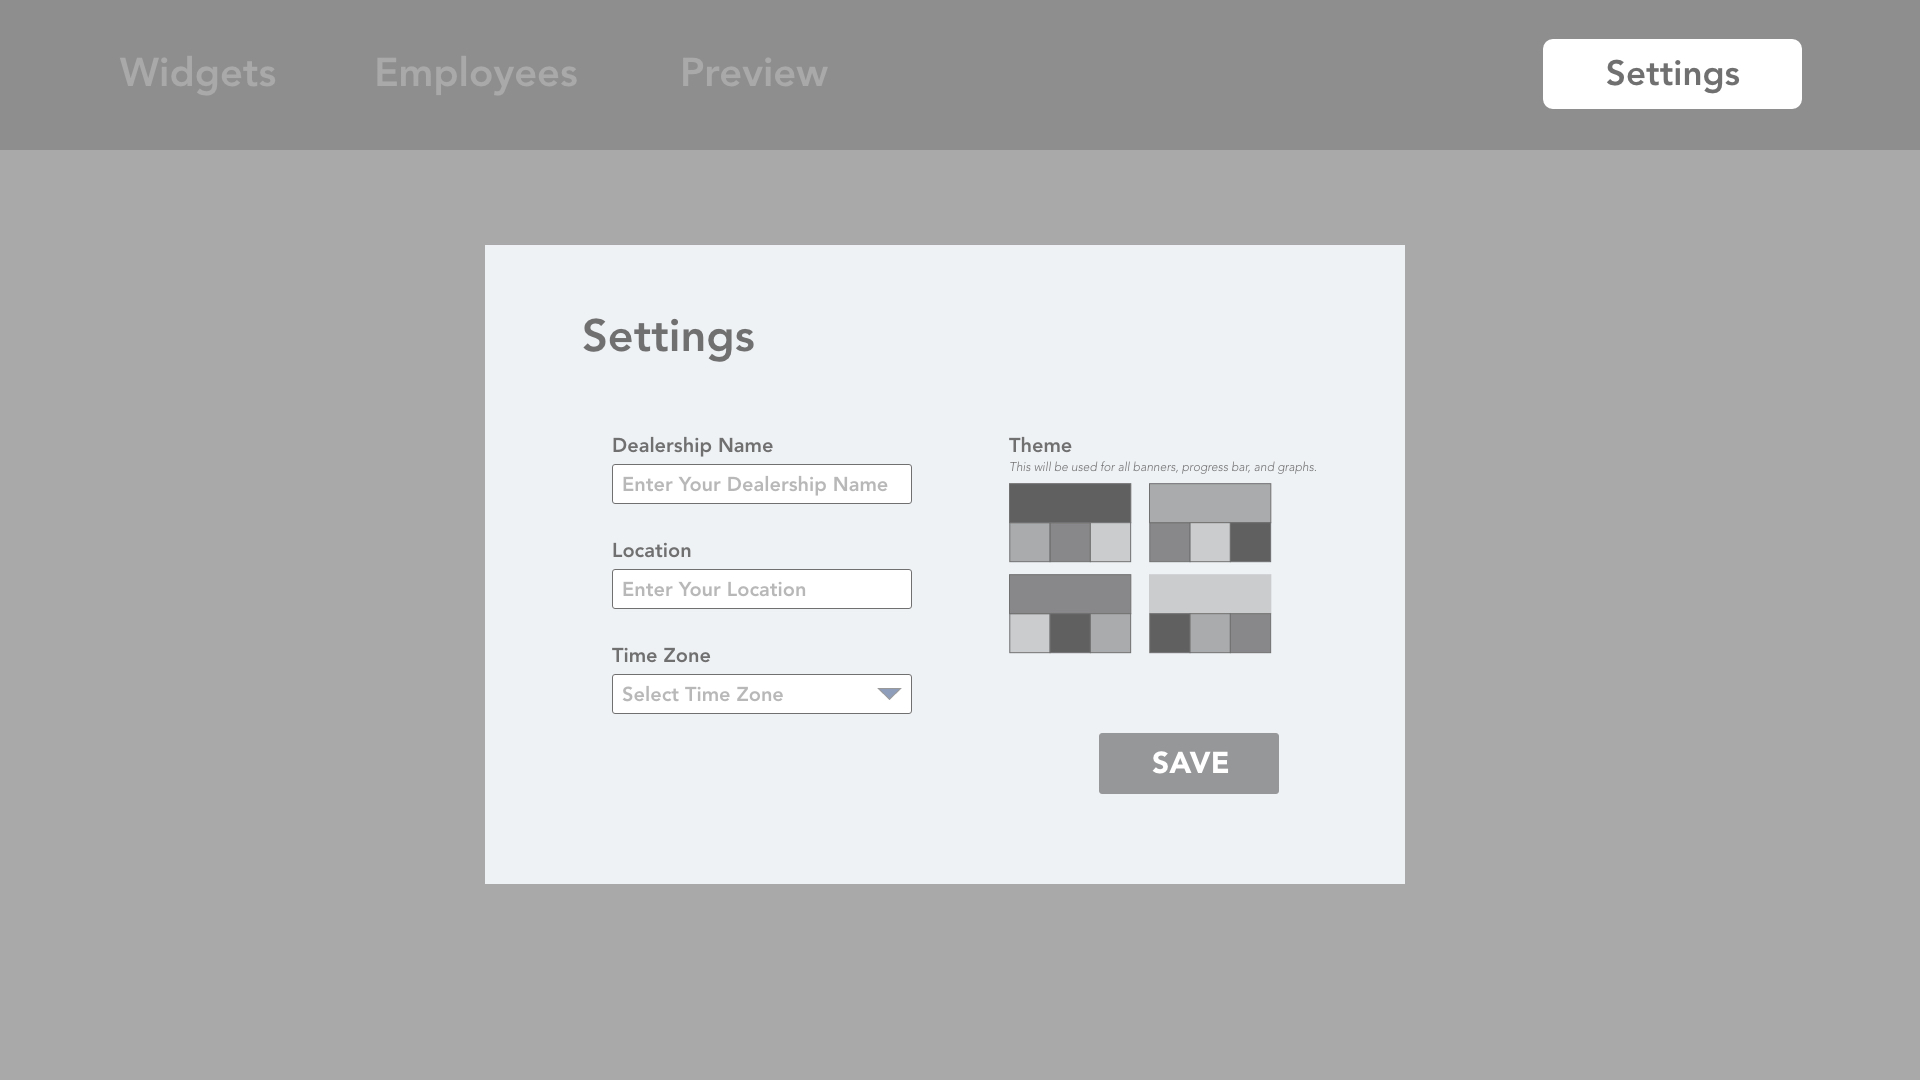 Widgets
Employees
Preview
Settings
Settings
Dealership Name
Enter Your Dealership Name
Location
Enter Your Location
Time Zone
Select Time Zone
Theme
This will be used for all banners, progress bar, and graphs.
SAVE